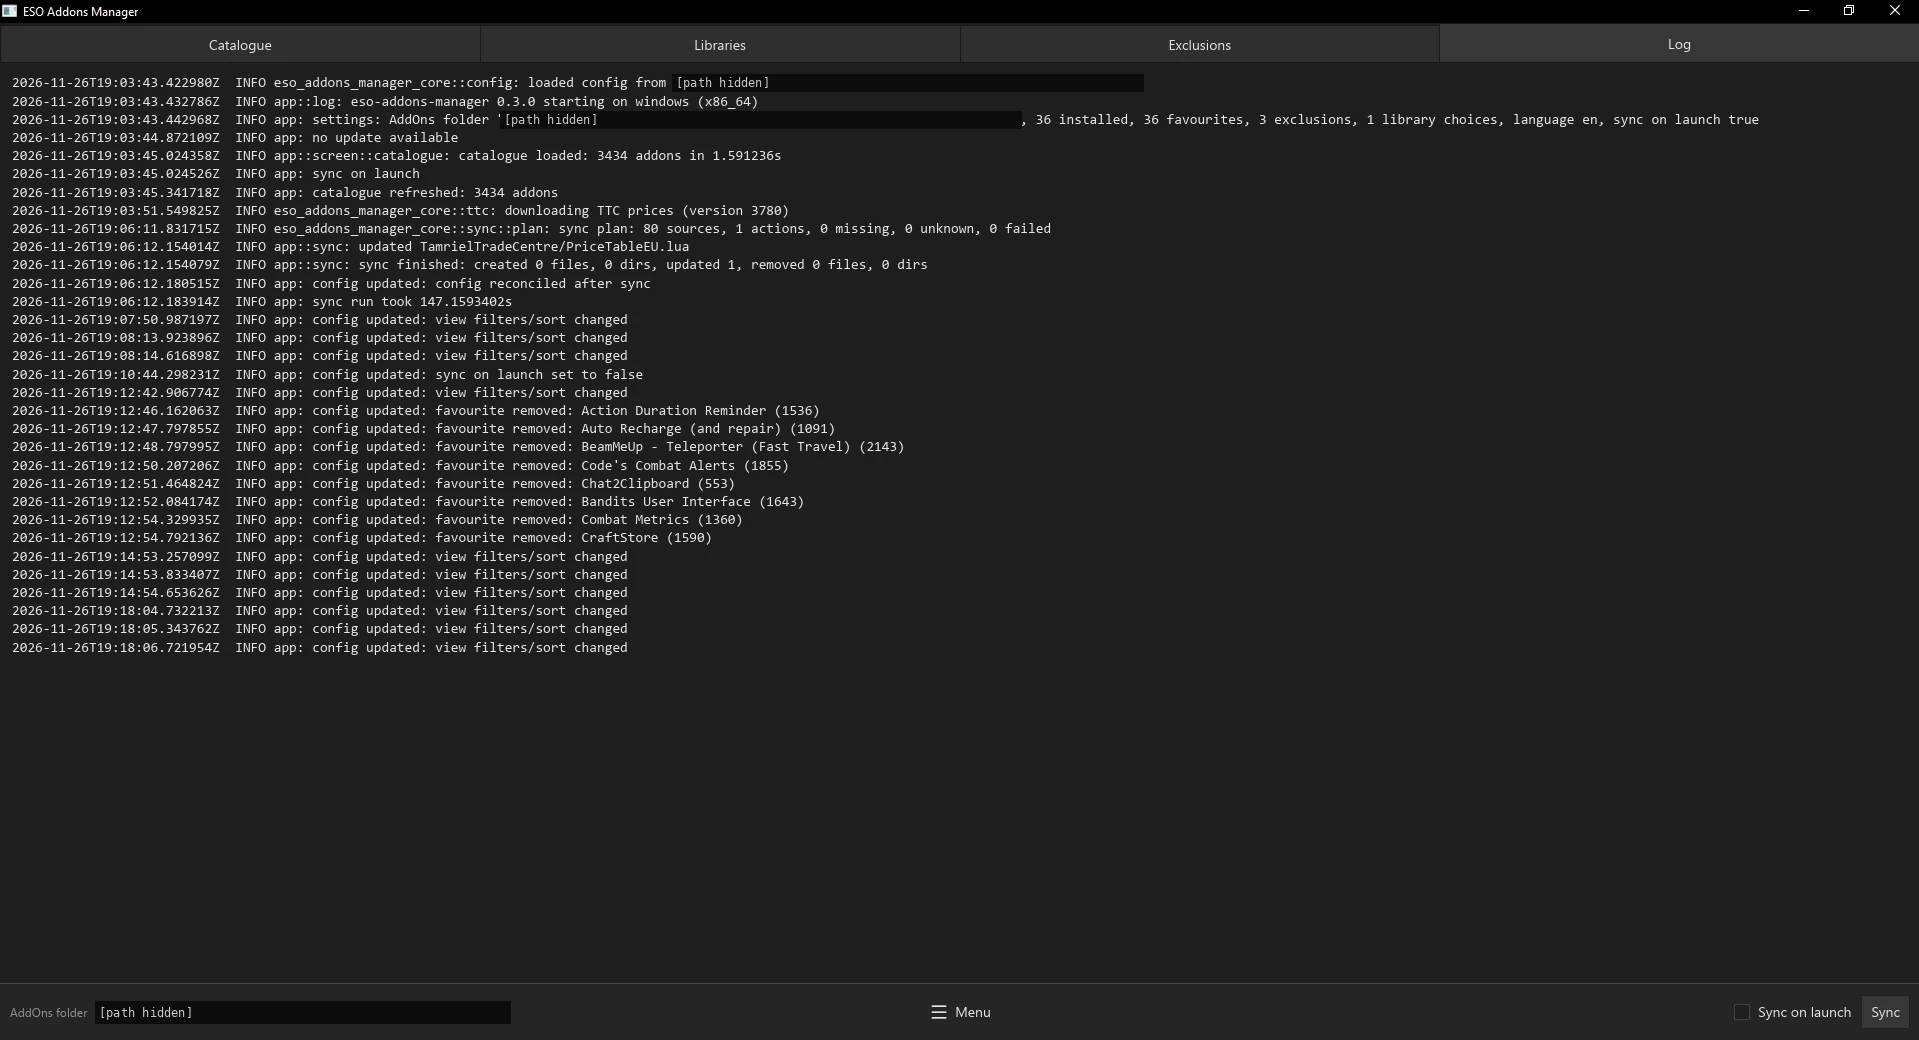 ESO Addons Manager
Catalogue
Libraries
Exclusions
Log
2026-11-26T19:03:43.422980Z  INFO eso_addons_manager_core::config: loaded config from [path hidden]
2026-11-26T19:03:43.432786Z  INFO app::log: eso-addons-manager 0.3.0 starting on windows (x86_64)
2026-11-26T19:03:43.442968Z  INFO app: settings: AddOns folder '[path hidden], 36 installed, 36 favourites, 3 exclusions, 1 library choices, language en, sync on launch true
2026-11-26T19:03:44.872109Z  INFO app: no update available
2026-11-26T19:03:45.024358Z  INFO app::screen::catalogue: catalogue loaded: 3434 addons in 1.591236s
2026-11-26T19:03:45.024526Z  INFO app: sync on launch
2026-11-26T19:03:45.341718Z  INFO app: catalogue refreshed: 3434 addons
2026-11-26T19:03:51.549825Z  INFO eso_addons_manager_core::ttc: downloading TTC prices (version 3780)
2026-11-26T19:06:11.831715Z  INFO eso_addons_manager_core::sync::plan: sync plan: 80 sources, 1 actions, 0 missing, 0 unknown, 0 failed
2026-11-26T19:06:12.154014Z  INFO app::sync: updated TamrielTradeCentre/PriceTableEU.lua
2026-11-26T19:06:12.154079Z  INFO app::sync: sync finished: created 0 files, 0 dirs, updated 1, removed 0 files, 0 dirs
2026-11-26T19:06:12.180515Z  INFO app: config updated: config reconciled after sync
2026-11-26T19:06:12.183914Z  INFO app: sync run took 147.1593402s
2026-11-26T19:07:50.987197Z  INFO app: config updated: view filters/sort changed
2026-11-26T19:08:13.923896Z  INFO app: config updated: view filters/sort changed
2026-11-26T19:08:14.616898Z  INFO app: config updated: view filters/sort changed
2026-11-26T19:10:44.298231Z  INFO app: config updated: sync on launch set to false
2026-11-26T19:12:42.906774Z  INFO app: config updated: view filters/sort changed
2026-11-26T19:12:46.162063Z  INFO app: config updated: favourite removed: Action Duration Reminder (1536)
2026-11-26T19:12:47.797855Z  INFO app: config updated: favourite removed: Auto Recharge (and repair) (1091)
2026-11-26T19:12:48.797995Z  INFO app: config updated: favourite removed: BeamMeUp - Teleporter (Fast Travel) (2143)
2026-11-26T19:12:50.207206Z  INFO app: config updated: favourite removed: Code's Combat Alerts (1855)
2026-11-26T19:12:51.464824Z  INFO app: config updated: favourite removed: Chat2Clipboard (553)
2026-11-26T19:12:52.084174Z  INFO app: config updated: favourite removed: Bandits User Interface (1643)
2026-11-26T19:12:54.329935Z  INFO app: config updated: favourite removed: Combat Metrics (1360)
2026-11-26T19:12:54.792136Z  INFO app: config updated: favourite removed: CraftStore (1590)
2026-11-26T19:14:53.257099Z  INFO app: config updated: view filters/sort changed
2026-11-26T19:14:53.833407Z  INFO app: config updated: view filters/sort changed
2026-11-26T19:14:54.653626Z  INFO app: config updated: view filters/sort changed
2026-11-26T19:18:04.732213Z  INFO app: config updated: view filters/sort changed
2026-11-26T19:18:05.343762Z  INFO app: config updated: view filters/sort changed
2026-11-26T19:18:06.721954Z  INFO app: config updated: view filters/sort changed
AddOns folder [path hidden]
Menu
Sync on launch
Sync